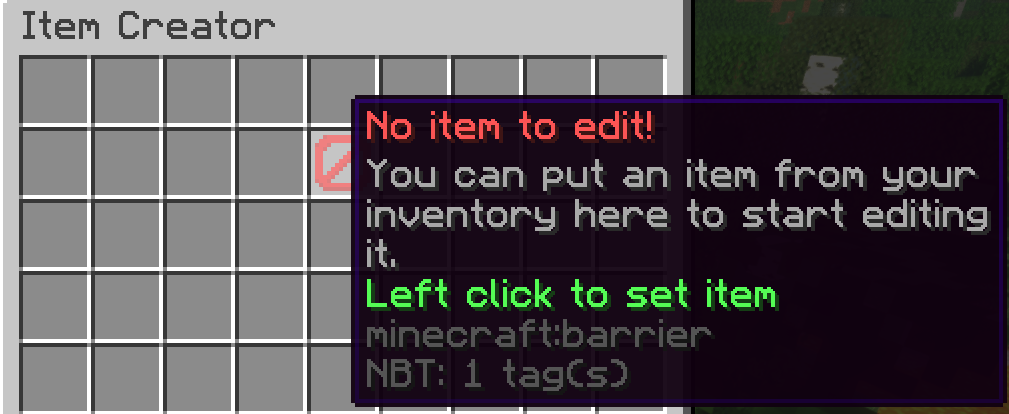 Item Creator
No item to edit!
You can put an item from your
inventory here to start editing
it.
Left click to set item
minecraft:barrier
NBT: 1 tag(s)